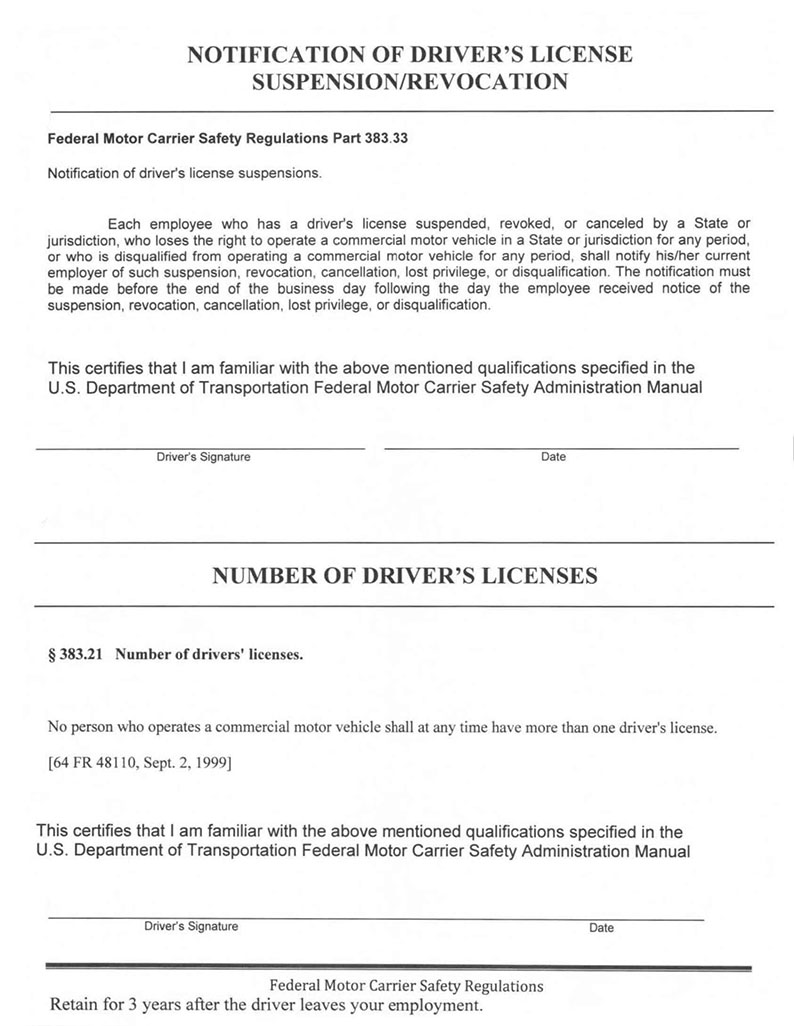 NOTIFICATION OF DRIVER'S LICENSE
SUSPENSION/REVOCATION
Federal Motor Carrier Safety Regulations Part 383.33
Notification of driver's license suspensions.
Each employee who has a driver's license suspended, revoked, or canceled by a State or
jurisdiction, who loses the right to operate a commercial motor vehicle in a State or jurisdiction for any period,
or who is disqualified from operating a commercial motor vehicle for any period, shall notify his/her current
employer of such suspension, revocation, cancellation, lost privilege, or disqualification. The notification must
be made before the end of the business day following the day the employee received notice of the
suspension, revocation, cancellation, lost privilege, or disqualification.
This certifies that I am familiar with the above mentioned qualifications specified in the
U.S. Department of Transportation Federal Motor Carrier Safety Administration Manual
Driver's Signature Date
NUMBER OF DRIVER'S LICENSES
§ 383.21 Number of drivers' licenses.
No person who operates a commercial motor vehicle shall at any time have more than one driver's license.
[64 FR 48110, Sept. 2, 1999]
This certifies that I am familiar with the above mentioned qualifications specified in the
U.S. Department of Transportation Federal Motor Carrier Safety Administration Manual
Driver's Signature Date
Federal Motor Carrier Safety Regulations
Retain for 3 years after the driver leaves your employment.